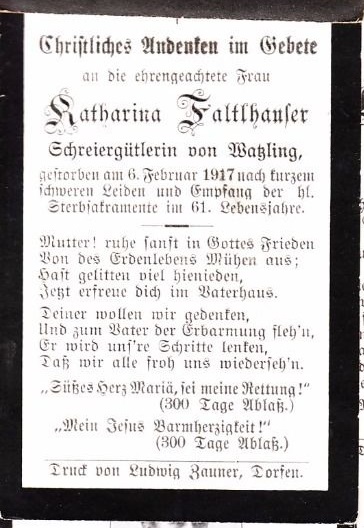 Christliches Andenken im Gebete
an die ehrengeachtete Frau
Katharina Faltlhauser
Schreiergütlerin von Watzling,
gestorben am 6. Februar 1917 nach kurzem
schweren Leiden und Empfang der hl.
Sterbsakramente im 61. Lebensjahre.
Mutter! ruhe sanft in Gottes Frieden
Von des Erdenlebens Mühen aus;
Hast gelitten viel hienieden,
Jetzt erfreue dich im Vaterhaus.
Deiner wollen wir gedenken,
Und zum Vater der Erbarmung fleh'n,
Er wird uns're Schritte lenken,
Daß wir alle froh uns wiederseh'n.
„Süßes Herz Mariä, sei meine Rettung!"
(300 Tage Ablaß.)
„Mein Jesus Barmherzigkeit!"
(300 Tage Ablaß.)
Druck von Ludwig Zauner, Dorfen.